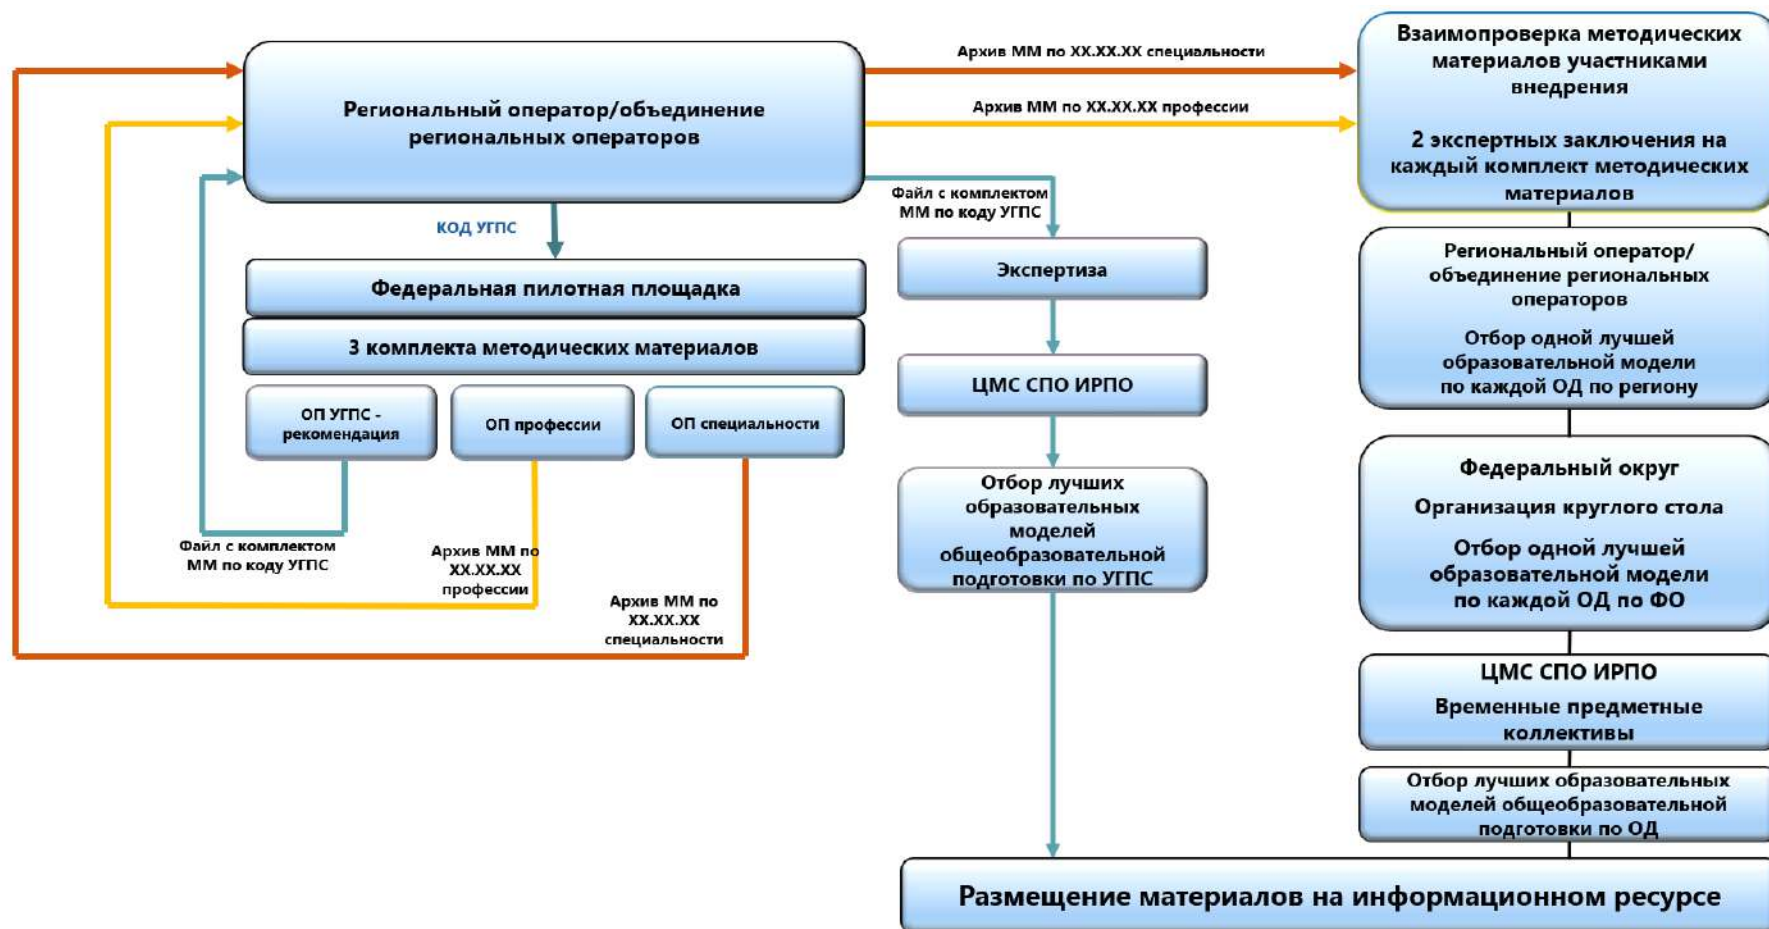 Региональный оператор/объединение
региональных операторов
КОД УГПС
Федеральная пилотная площадка
3 комплекта методических материалов
ОП УГПС -
рекомендация
ОП профессии
ОП специальности
Файл с комплектом
ММ по коду УГПС
Архив ММ по
ХХ.ХХ.ХХ
профессии
Архив ММ по
ХХ.ХХ.ХХ
специальности
Архив ММ по ХХ.ХХ.ХХ специальности
Архив ММ по ХХ.ХХ.ХХ профессии
Файл с комплектом
ММ по коду УГПС
Экспертиза
ЦМС СПО ИРПО
Отбор лучших
образовательных
моделей
общеобразовательной
подготовки по УГПС
Взаимопроверка методических
материалов участниками
внедрения
2 экспертных заключения на
каждый комплект методических
материалов
Региональный оператор/
объединение региональных
операторов
Отбор одной лучшей
образовательной модели
по каждой ОД по региону
Федеральный округ
Организация круглого стола
Отбор одной лучшей
образовательной модели
по каждой ОД по ФО
ЦМС СПО ИРПО
Временные предметные
коллективы
Отбор лучших образовательных
моделей общеобразовательной
подготовки по ОД
Размещение материалов на информационном ресурсе